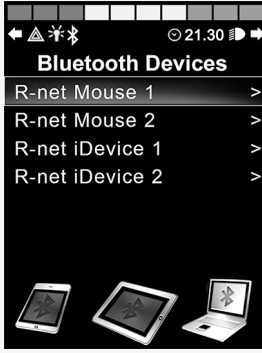 21.30
Bluetooth Devices
R-net Mouse 1 >
R-net Mouse 2 >
R-net iDevice 1 >
R-net iDevice 2 >